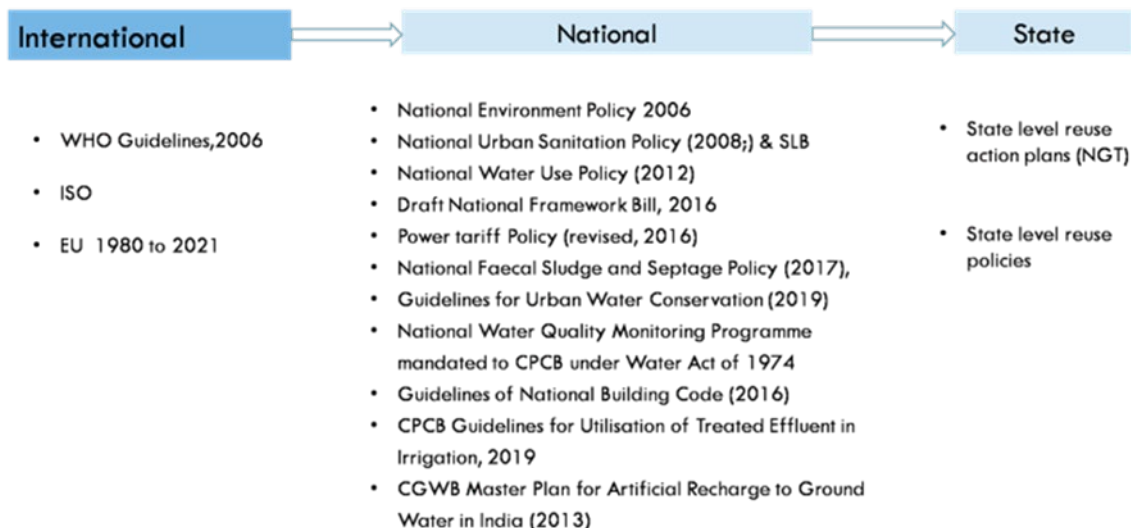 International
National
State
• WHO Guidelines,2006
• ISO
• EU 1980 to 2021
• National Environment Policy 2006
• National Urban Sanitation Policy (2008;) & SLB
• National Water Use Policy (2012)
• Draft National Framework Bill, 2016
• Power tariff Policy (revised, 2016)
• National Faecal Sludge and Septage Policy (2017),
• Guidelines for Urban Water Conservation (2019)
• National Water Quality Monitoring Programme
mandated to CPCB under Water Act of 1974
• Guidelines of National Building Code (2016)
• CPCB Guidelines for Utilisation of Treated Effluent in
Irrigation, 2019
• CGWB Master Plan for Artificial Recharge to Ground
Water in India (2013)
• State level reuse
action plans (NGT)
• State level reuse
policies